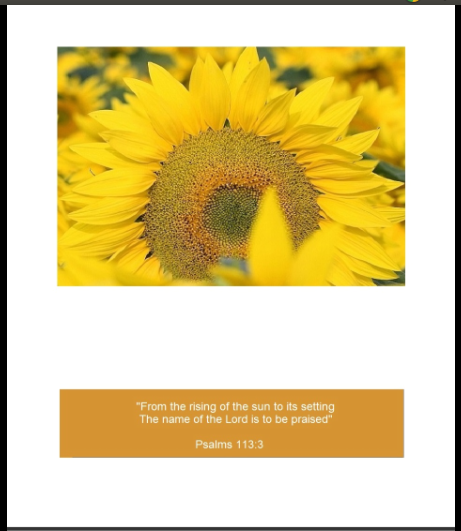 "From the rising of the sun to its setting
The name of the Lord is to be praised"
Psalms 113:3